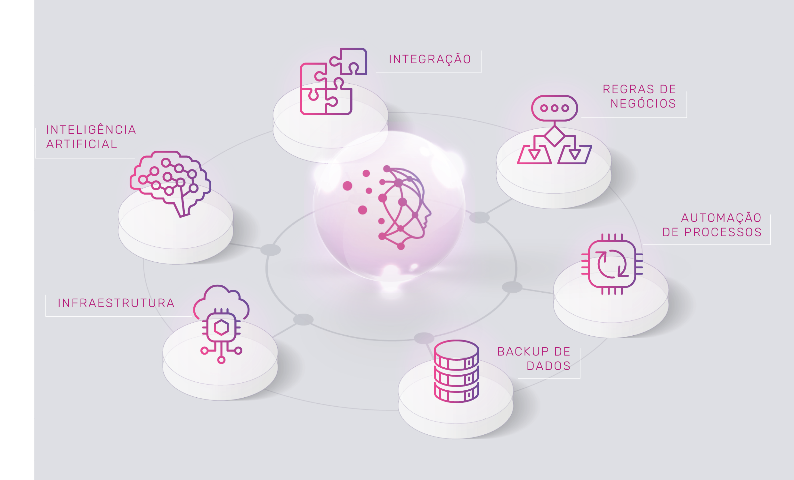 INTEGRAÇÃO
REGRAS DE
NEGÓCIOS
INTELIGÊNCIA
ARTIFICIAL
AUTOMAÇÃO
DE PROCESSOS
INFRAESTRUTURA
BACKUP DE
DADOS